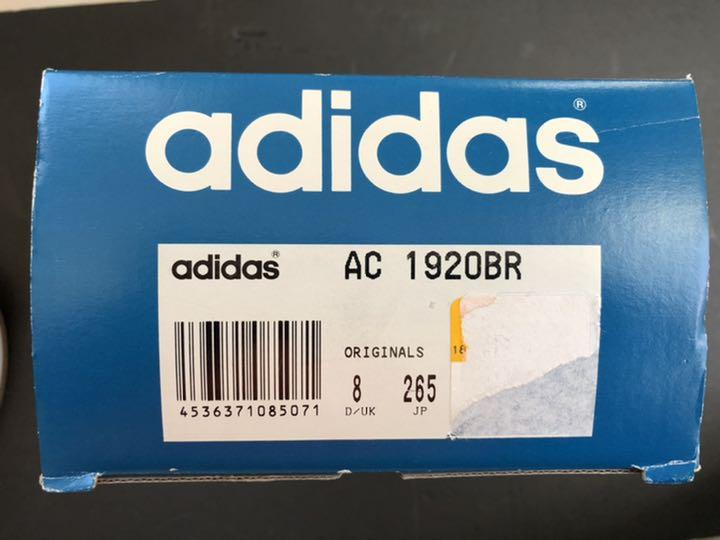 adidas®
adidas® AC 1920BR
ORIGINALS
8 265
D/UK JP
4536371085071